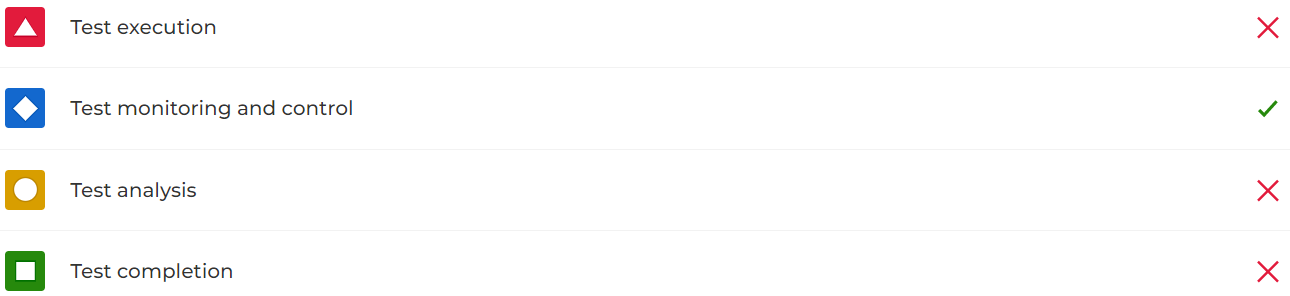 Test execution
Test monitoring and control
Test analysis
Test completion